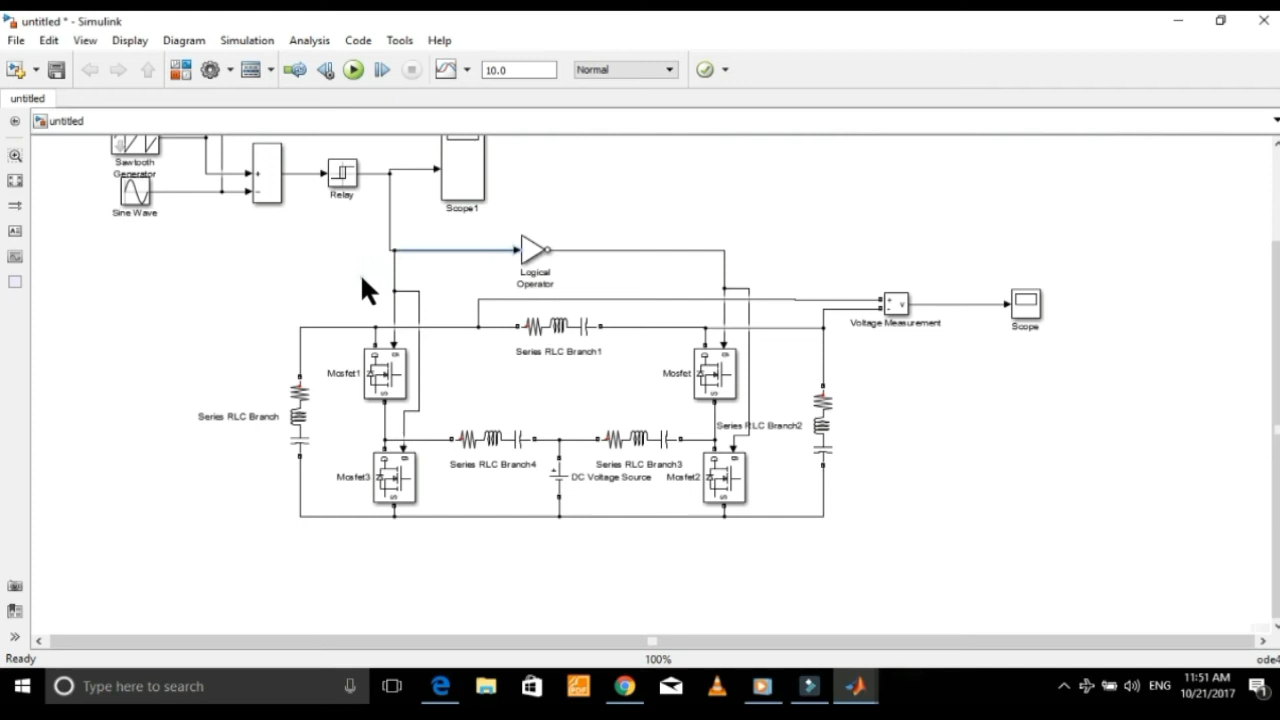 untitled * - Simulink
File Edit View Display Diagram Simulation Analysis Code Tools Help
10.0
Normal
untitled
untitled
Sawtooth
Generator
Sine Wave
+
-
Relay
Scope1
Logical
Operator
+
-
v
Voltage Measurement
Scope
Series RLC Branch1
Mosfet1
Mosfet
Series RLC Branch
Series RLC Branch2
Series RLC Branch4
Series RLC Branch3
Mosfet3
+
DC Voltage Source
Mosfet2
Ready
100%
ode4
Type here to search
ENG
11:51 AM
10/21/2017
1